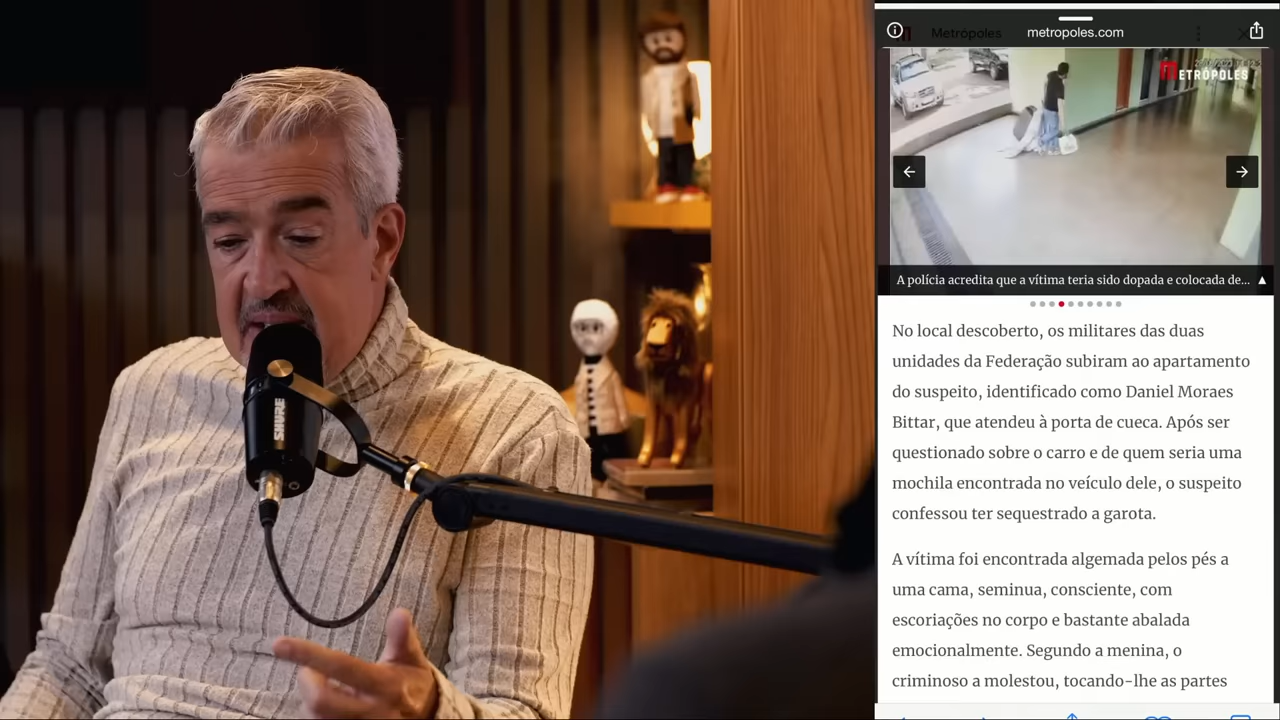 SHURE
Metrópoles
metropoles.com
METRÓPOLES
A polícia acredita que a vítima teria sido dopada e colocada de...
No local descoberto, os militares das duas
unidades da Federação subiram ao apartamento
do suspeito, identificado como Daniel Moraes
Bittar, que atendeu à porta de cueca. Após ser
questionado sobre o carro e de quem seria uma
mochila encontrada no veículo dele, o suspeito
confessou ter sequestrado a garota.
A vítima foi encontrada algemada pelos pés a
uma cama, seminua, consciente, com
escoriações no corpo e bastante abalada
emocionalmente. Segundo a menina, o
criminoso a molestou, tocando-lhe as partes